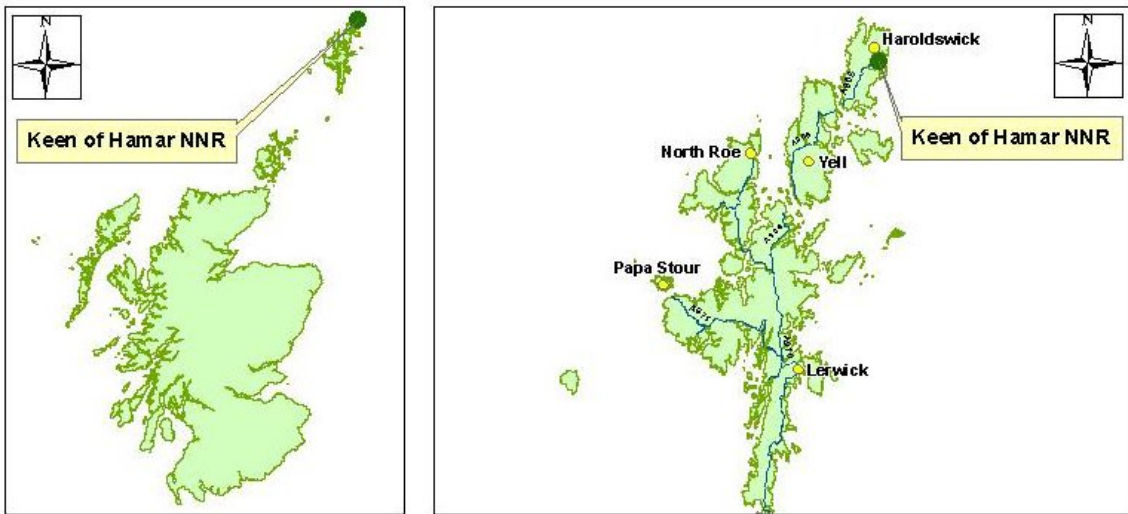 N
Keen of Hamar NNR
N
Haroldswick
Keen of Hamar NNR
North Roe
Yell
Papa Stour
Lerwick